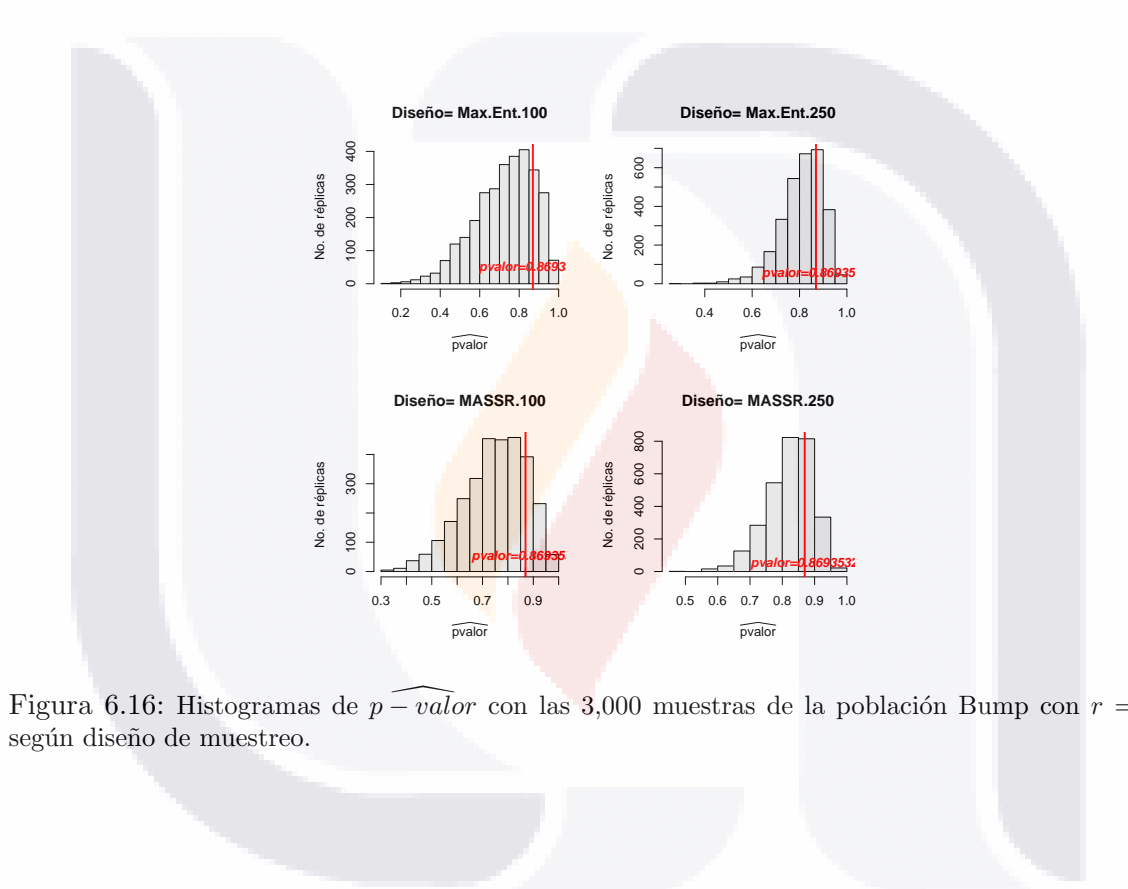 Diseño= Max.Ent.100
No. de réplicas
0 100 200 300 400
pvalor=0.8693
0.2 0.4 0.6 0.8 1.0
pvalor
Diseño= Max.Ent.250
No. de réplicas
0 200 400 600
pvalor=0.86935
0.4 0.6 0.8 1.0
pvalor
Diseño= MASSR.100
No. de réplicas
0 100 300
pvalor=0.86935
0.3 0.5 0.7 0.9
pvalor
Diseño= MASSR.250
No. de réplicas
0 200 400 600 800
pvalor=0.8693532
0.5 0.6 0.7 0.8 0.9 1.0
pvalor
Figura 6.16: Histogramas de p − valor con las 3,000 muestras de la población Bump con r =
según diseño de muestreo.